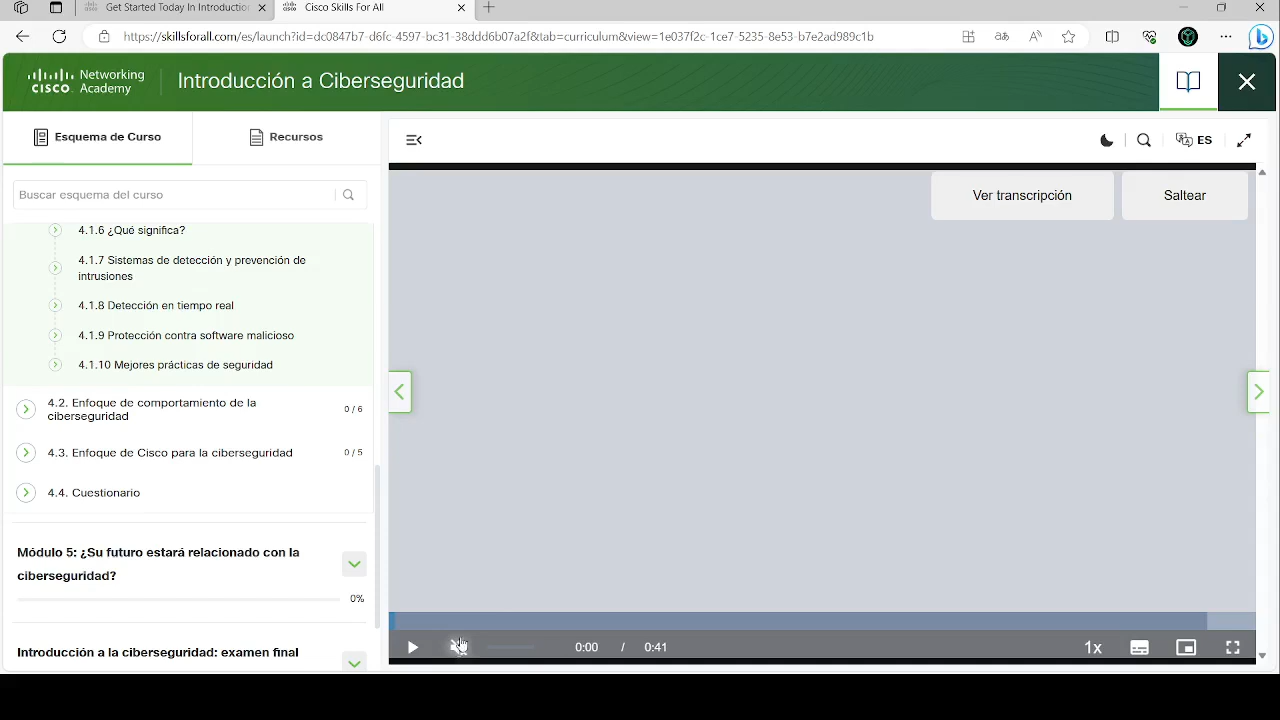 Get Started Today In Introduction
Cisco Skills For All
https://skillsforall.com/es/launch?id=dc0847b7-d6fc-4597-bc31-38ddd6b07a2f&tab=curriculum&view=1e037f2c-1ce7-5235-8e53-b7e2ad989c1b
cisco Networking Academy
Introducción a Ciberseguridad
Esquema de Curso
Recursos
ES
Buscar esquema del curso
Ver transcripción
Saltear
4.1.6 ¿Qué significa?
4.1.7 Sistemas de detección y prevención de
intrusiones
4.1.8 Detección en tiempo real
4.1.9 Protección contra software malicioso
4.1.10 Mejores prácticas de seguridad
4.2. Enfoque de comportamiento de la
ciberseguridad
0 / 6
4.3. Enfoque de Cisco para la ciberseguridad
0 / 5
4.4. Cuestionario
Módulo 5: ¿Su futuro estará relacionado con la
ciberseguridad?
0%
Introducción a la ciberseguridad: examen final
0:00 / 0:41
1x